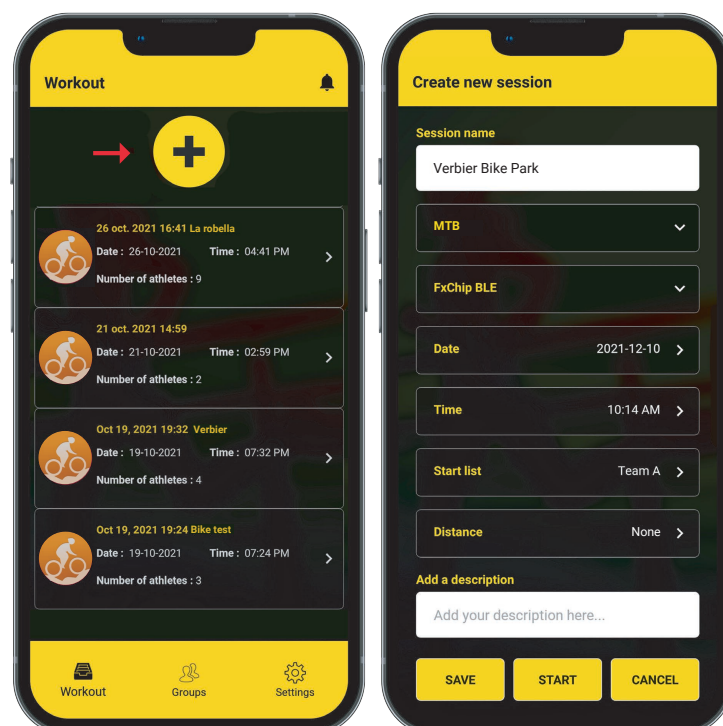 Workout
26 oct. 2021 16:41 La robella
Date : 26-10-2021 Time : 04:41 PM
Number of athletes : 9
21 oct. 2021 14:59
Date : 21-10-2021 Time : 02:59 PM
Number of athletes : 2
Oct 19, 2021 19:32 Verbier
Date : 19-10-2021 Time : 07:32 PM
Number of athletes : 4
Oct 19, 2021 19:24 Bike test
Date : 19-10-2021 Time : 07:24 PM
Number of athletes : 3
Workout Groups Settings
Create new session
Session name
Verbier Bike Park
MTB
FxChip BLE
Date 2021-12-10
Time 10:14 AM
Start list Team A
Distance None
Add a description
Add your description here...
SAVE START CANCEL